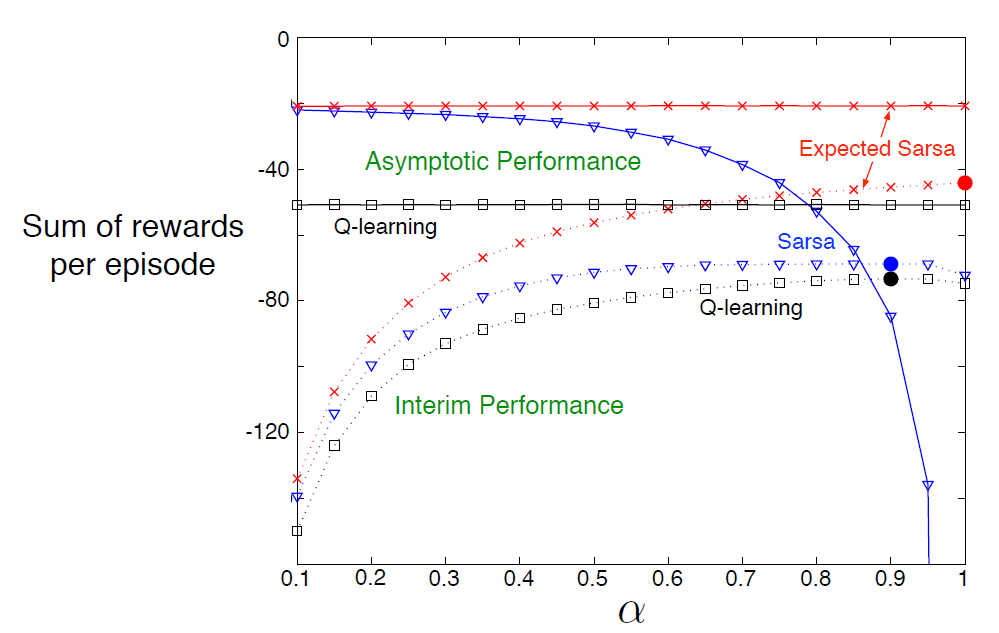 0
Expected Sarsa
-40
Asymptotic Performance
Sum of rewards
per episode
Q-learning
Sarsa
-80
Q-learning
Interim Performance
-120
0.1 0.2 0.3 0.4 0.5 0.6 0.7 0.8 0.9 1
α